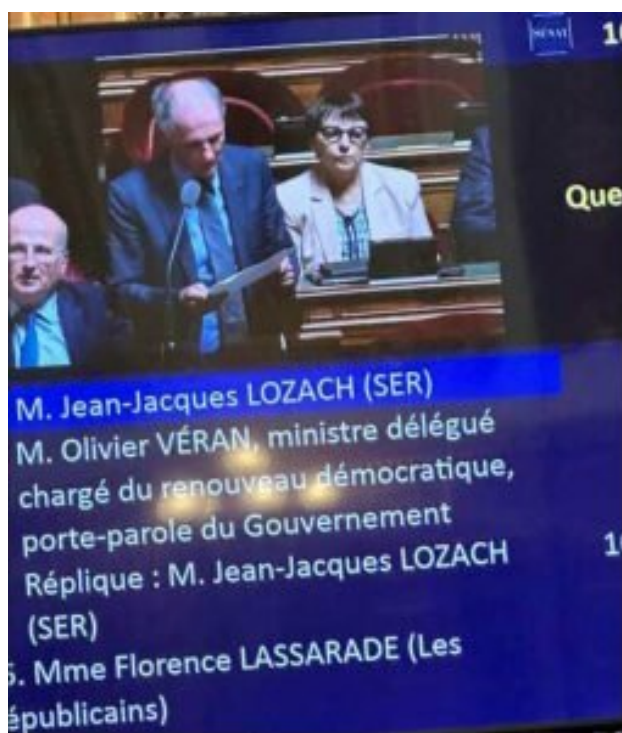 SÉNAT
Que
M. Jean-Jacques LOZACH (SER)
M. Olivier VÉRAN, ministre délégué
chargé du renouveau démocratique,
porte-parole du Gouvernement
Réplique : M. Jean-Jacques LOZACH
(SER)
. Mme Florence LASSARADE (Les
épublicains)